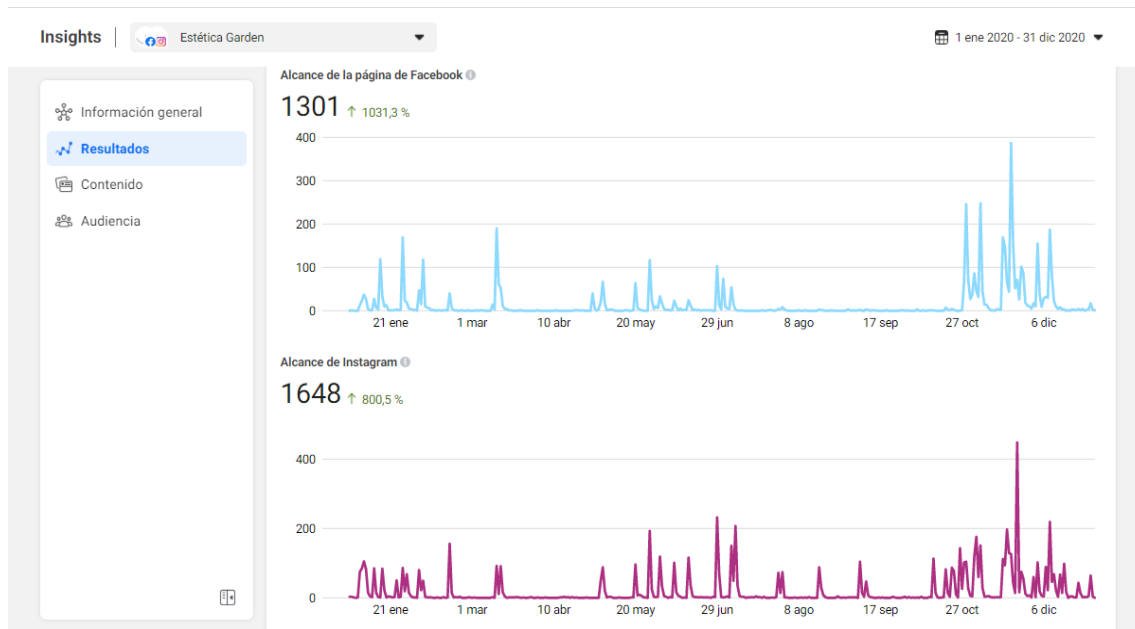 Insights
Estética Garden
1 ene 2020 - 31 dic 2020
Información general
Resultados
Contenido
Audiencia
Alcance de la página de Facebook
1301 ↑ 1031,3 %
400
300
200
100
0
21 ene 1 mar 10 abr 20 may 29 jun 8 ago 17 sep 27 oct 6 dic
Alcance de Instagram
1648 ↑ 800,5 %
400
200
0
21 ene 1 mar 10 abr 20 may 29 jun 8 ago 17 sep 27 oct 6 dic